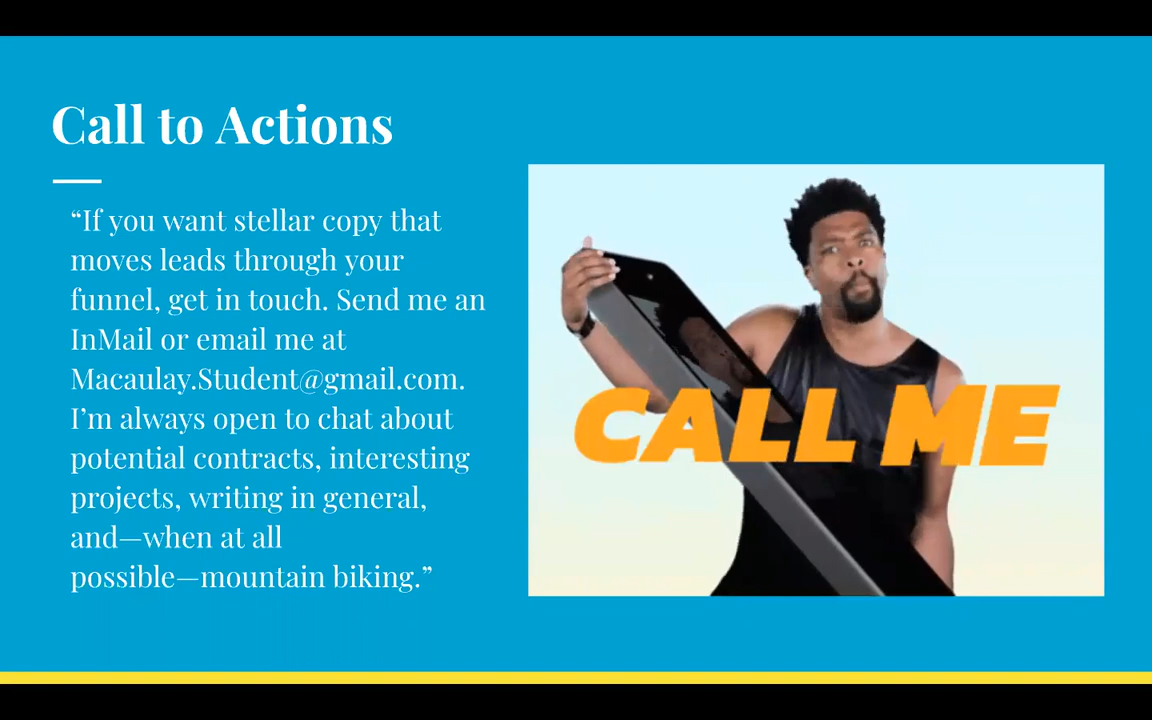 Call to Actions
“If you want stellar copy that
moves leads through your
funnel, get in touch. Send me an
InMail or email me at
Macaulay.Student@gmail.com.
I’m always open to chat about
potential contracts, interesting
projects, writing in general,
and—when at all
possible—mountain biking.”
CALL ME